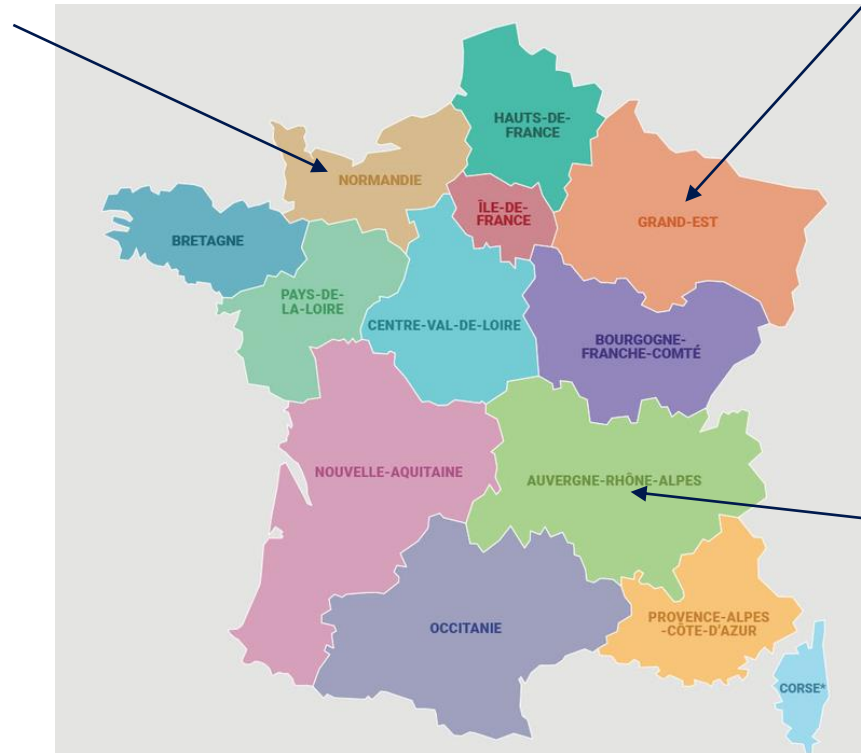 HAUTS-DE-
FRANCE
NORMANDIE
ÎLE-DE-
FRANCE
GRAND-EST
BRETAGNE
PAYS-DE-
LA-LOIRE
CENTRE-VAL-DE-LOIRE
BOURGOGNE-
FRANCHE-COMTÉ
NOUVELLE-AQUITAINE
AUVERGNE-RHÔNE-ALPES
OCCITANIE
PROVENCE-ALPES
-CÔTE-D'AZUR
CORSE*